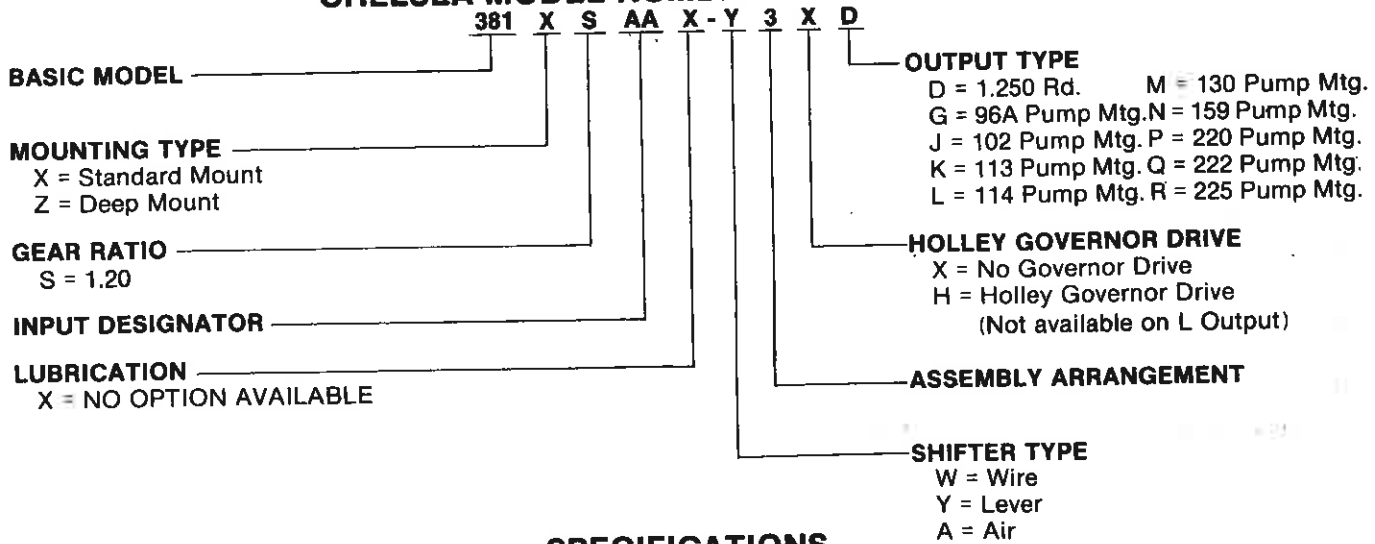 381 X S AA X - Y 3 X D
BASIC MODEL
MOUNTING TYPE
X = Standard Mount
Z = Deep Mount
GEAR RATIO
S = 1.20
INPUT DESIGNATOR
LUBRICATION
X = NO OPTION AVAILABLE
OUTPUT TYPE
D = 1.250 Rd. M = 130 Pump Mtg.
G = 96A Pump Mtg. N = 159 Pump Mtg.
J = 102 Pump Mtg. P = 220 Pump Mtg.
K = 113 Pump Mtg. Q = 222 Pump Mtg.
L = 114 Pump Mtg. R = 225 Pump Mtg.
HOLLEY GOVERNOR DRIVE
X = No Governor Drive
H = Holley Governor Drive
(Not available on L Output)
ASSEMBLY ARRANGEMENT
SHIFTER TYPE
W = Wire
Y = Lever
A = Air